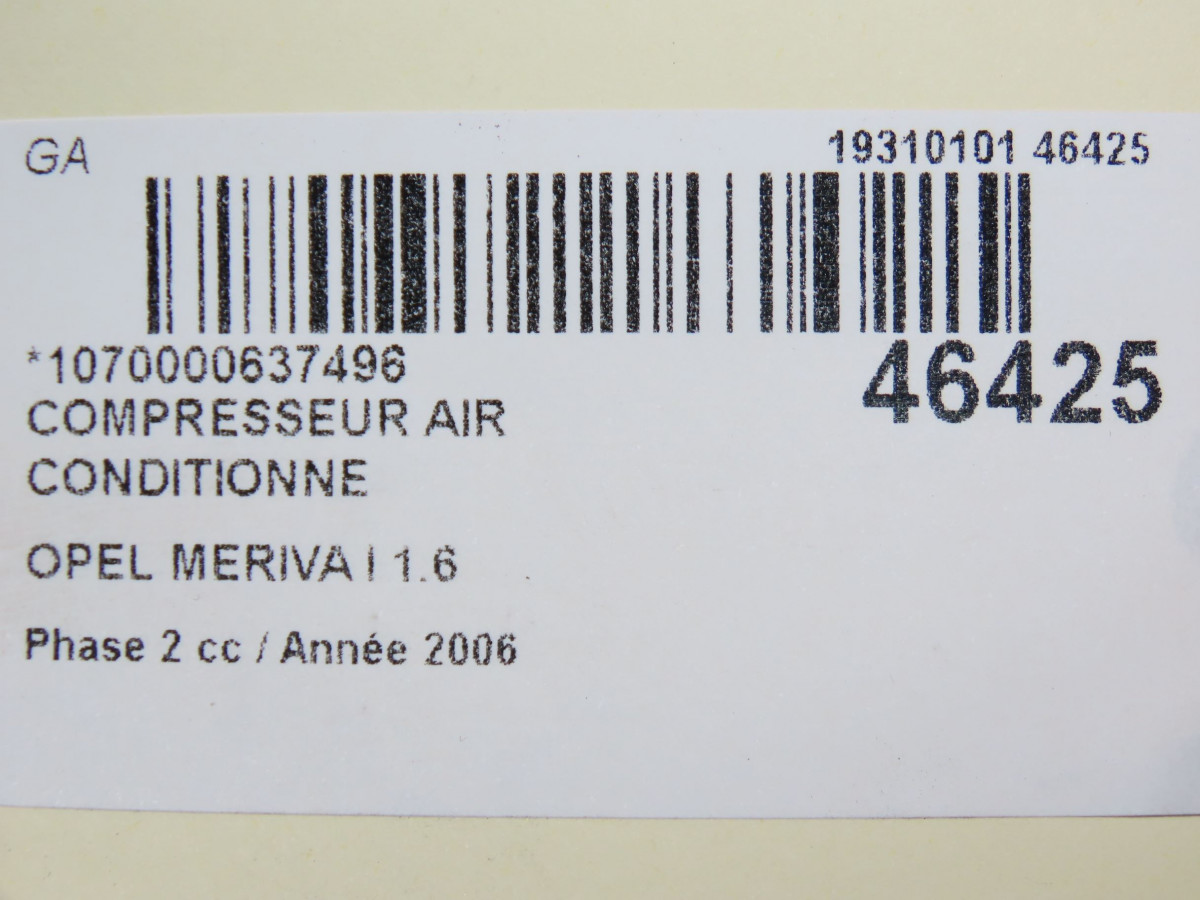 GA
19310101 46425
*1070000637496
46425
COMPRESSEUR AIR
CONDITIONNE
OPEL MERIVA I 1.6
Phase 2 cc / Année 2006